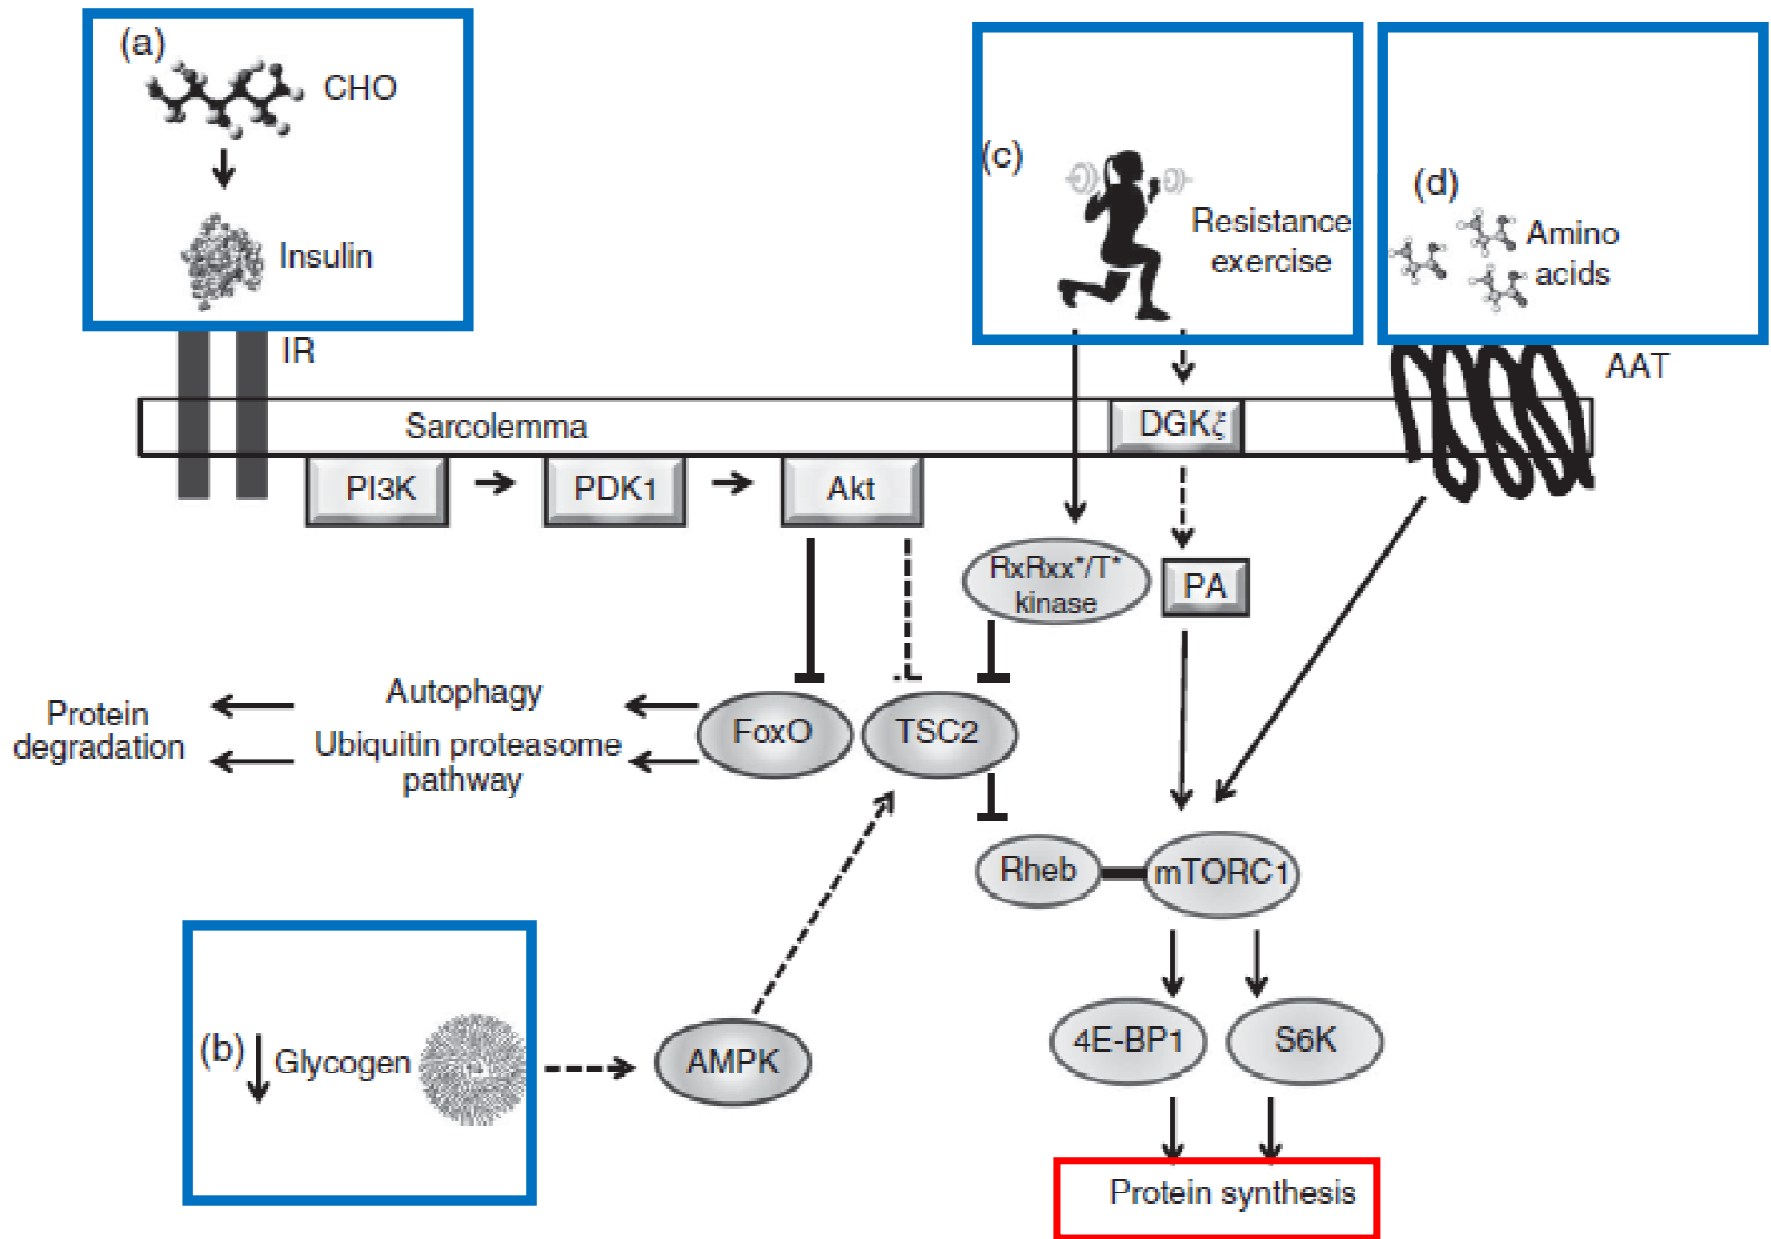 (a)
CHO
Insulin
IR
(c)
Resistance
exercise
(d)
Amino
acids
AAT
Sarcolemma
DGKξ
PI3K
PDK1
Akt
RxRxx*/T*
kinase
PA
Autophagy
Protein
degradation
Ubiquitin proteasome
pathway
FoxO
TSC2
Rheb
mTORC1
(b)
Glycogen
AMPK
4E-BP1
S6K
Protein synthesis